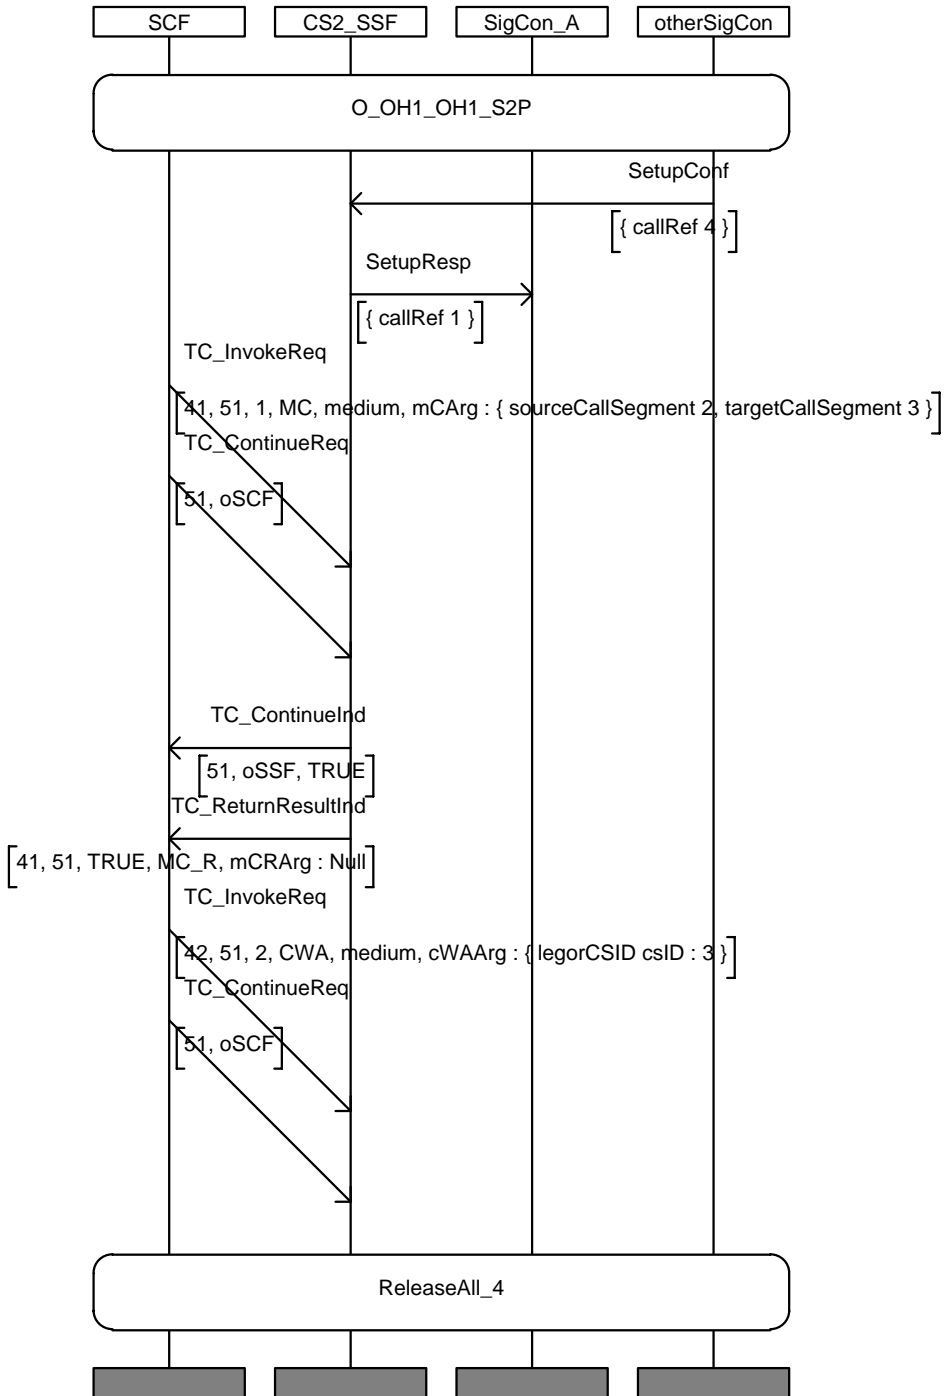 SCF CS2_SSF SigCon_A otherSigCon
O_OH1_OH1_S2P
SetupConf
{ callRef 4 }
SetupResp
{ callRef 1 }
TC_InvokeReq
41, 51, 1, MC, medium, mCArg : { sourceCallSegment 2, targetCallSegment 3 }
TC_ContinueReq
51, oSCF
TC_ContinueInd
51, oSSF, TRUE
TC_ReturnResultInd
41, 51, TRUE, MC_R, mCRArg : Null
TC_InvokeReq
42, 51, 2, CWA, medium, cWAArg : { legorCSID csID : 3 }
TC_ContinueReq
51, oSCF
ReleaseAll_4